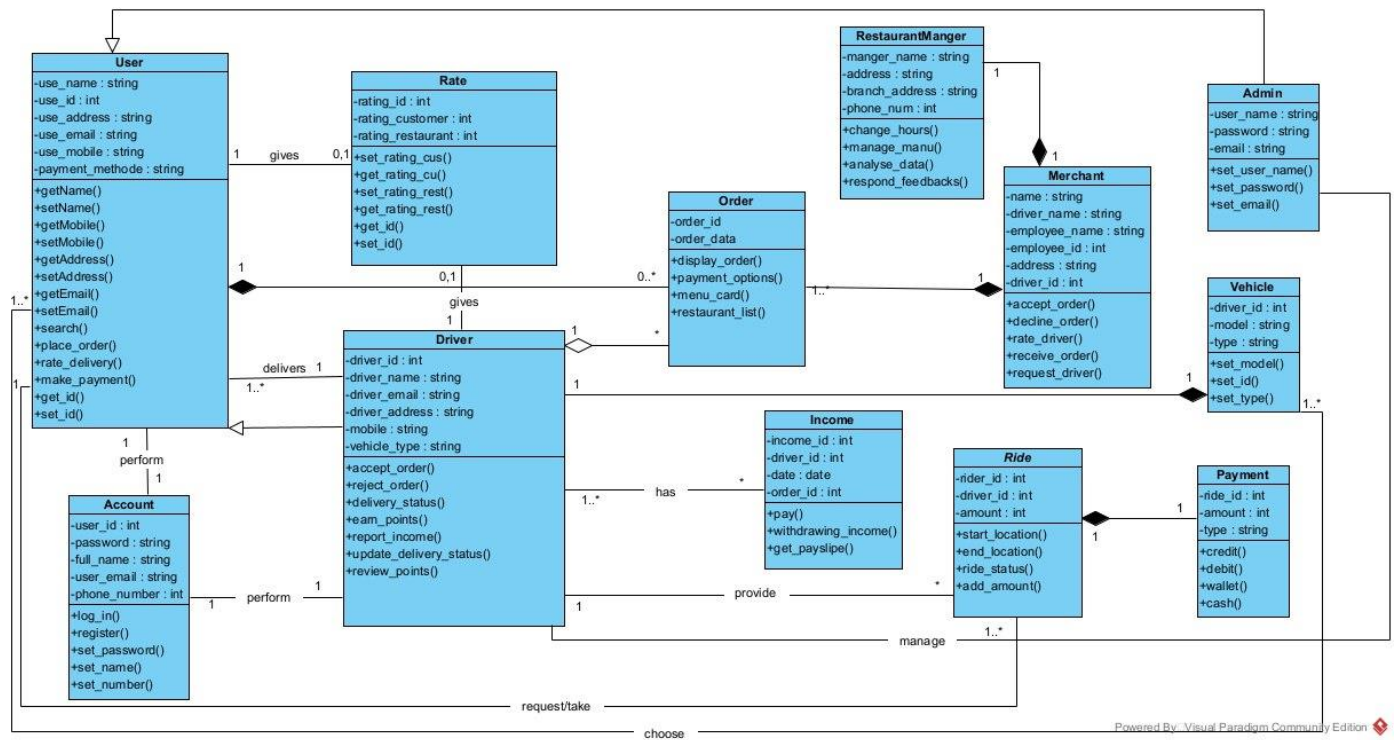 User
-use_name : string
-use_id : int
-use_address : string
-use_email : string
-use_mobile : string
-payment_methode : string
+getName()
+setName()
+getMobile()
+setMobile()
+getAddress()
+setAddress()
+getEmail()
+setEmail()
+search()
+place_order()
+rate_delivery()
+make_payment()
+get_id()
+set_id()
1
gives
0,1
Rate
-rating_id : int
-rating_customer : int
-rating_restaurant : int
+set_rating_cus()
+get_rating_cu()
+set_rating_rest()
+get_rating_rest()
+get_id()
+set_id()
0,1
gives
1
1
0..*
Order
-order_id
-order_data
+display_order()
+payment_options()
+menu_card()
+restaurant_list()
1..*
1
RestaurantManger
-manger_name : string
-address : string
-branch_address : string
-phone_num : int
+change_hours()
+manage_manu()
+analyse_data()
+respond_feedbacks()
1
1
Merchant
-name : string
-driver_name : string
-employee_name : string
-employee_id : int
-address : string
-driver_id : int
+accept_order()
+decline_order()
+rate_driver()
+receive_order()
+request_driver()
Admin
-user_name : string
-password : string
-email : string
+set_user_name()
+set_password()
+set_email()
Vehicle
-driver_id : int
-model : string
-type : string
+set_model()
+set_id()
+set_type()
1
1..*
1..*
1
delivers
1
1..*
Driver
-driver_id : int
-driver_name : string
-driver_email : string
-driver_address : string
-mobile : string
-vehicle_type : string
+accept_order()
+reject_order()
+delivery_status()
+earn_points()
+report_income()
+update_delivery_status()
+review_points()
1
*
1
1..*
has
*
Income
-income_id : int
-driver_id : int
-date : date
-order_id : int
+pay()
+withdrawing_income()
+get_payslipe()
1
provide
*
Ride
-rider_id : int
-driver_id : int
-amount : int
+start_location()
+end_location()
+ride_status()
+add_amount()
1
1
Payment
-ride_id : int
-amount : int
-type : string
+credit()
+debit()
+wallet()
+cash()
1
perform
1
Account
-user_id : int
-password : string
-full_name : string
-user_email : string
-phone_number : int
+log_in()
+register()
+set_password()
+set_name()
+set_number()
1
perform
1
manage
1..*
request/take
choose
Powered By Visual Paradigm Community Edition